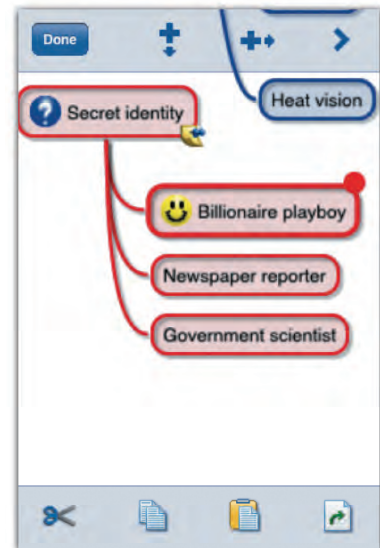 Done
Heat vision
Secret identity
Billionaire playboy
Newspaper reporter
Government scientist